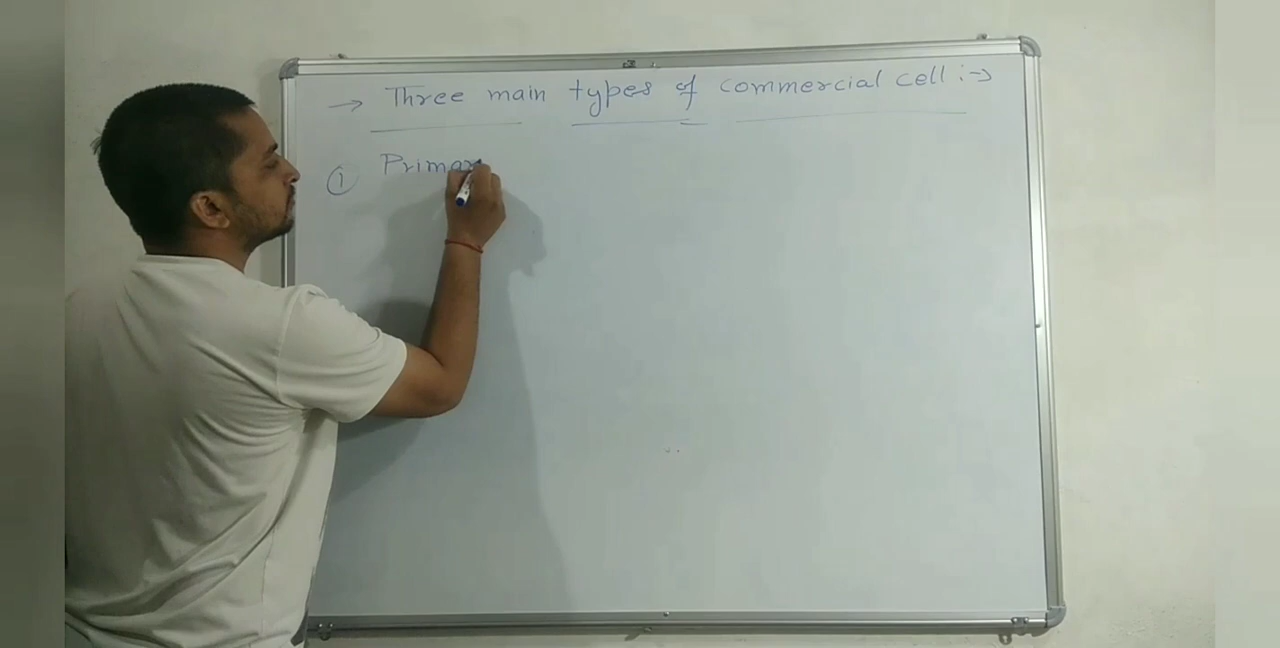 → Three main types of commercial cell :->
① Primar